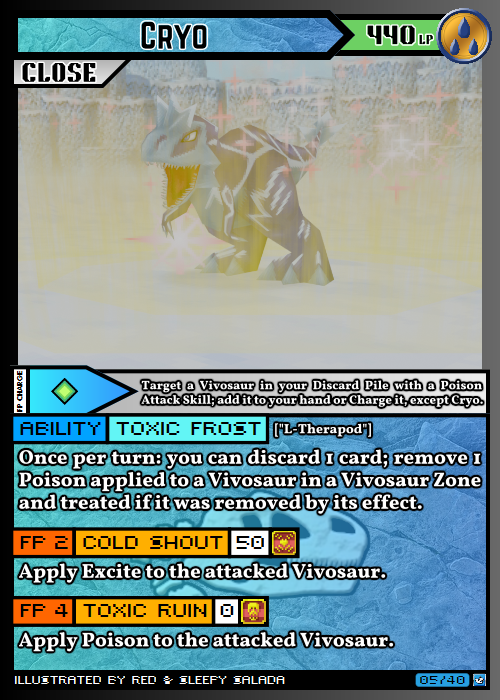 Cryo
440 LP
CLOSE
FP CHARGE
Target a Vivosaur in your Discard Pile with a Poison
Attack Skill; add it to your hand or Charge it, except Cryo.
ABILITY TOXIC FROST ["L-Therapod"]
Once per turn: you can discard 1 card; remove 1
Poison applied to a Vivosaur in a Vivosaur Zone
and treated if it was removed by its effect.
FP 2 COLD SHOUT 50
Apply Excite to the attacked Vivosaur.
FP 4 TOXIC RUIN 0
Apply Poison to the attacked Vivosaur.
ILLUSTRATED BY RED & SLEEPY SALADA
05/40